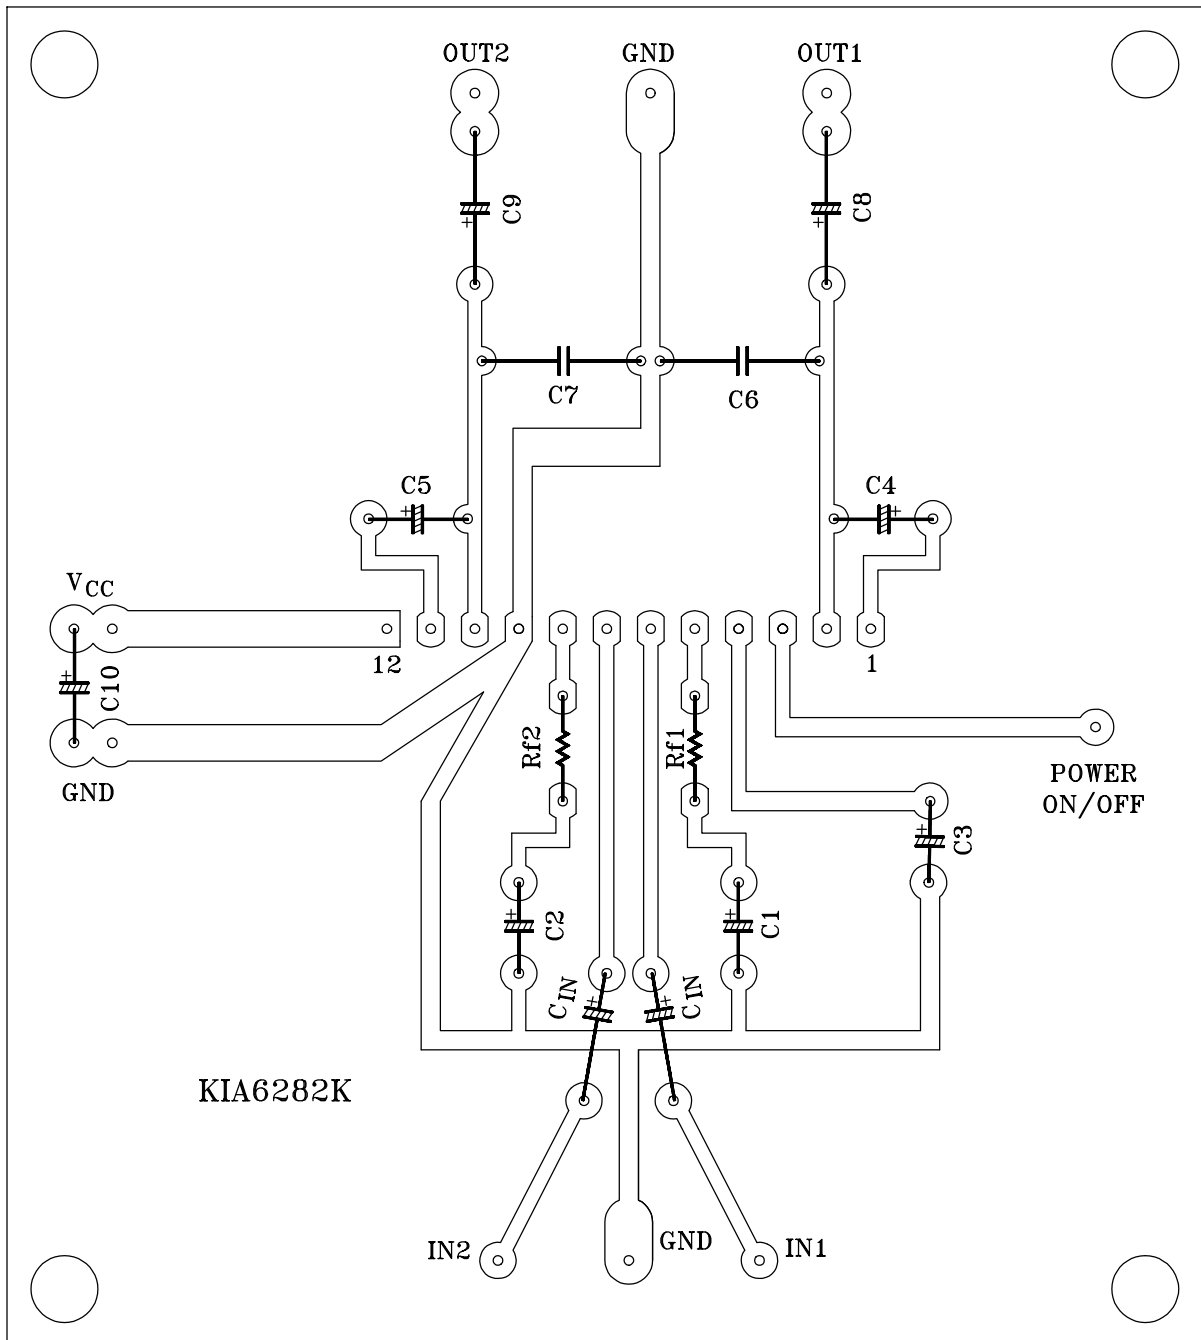 OUT2
GND
OUT1
C9
C8
C7
C6
C5
C4
VCC
12
1
C10
Rf2
Rf1
GND
POWER
ON/OFF
C3
C2
C1
CIN
CIN
KIA6282K
IN2
GND
IN1